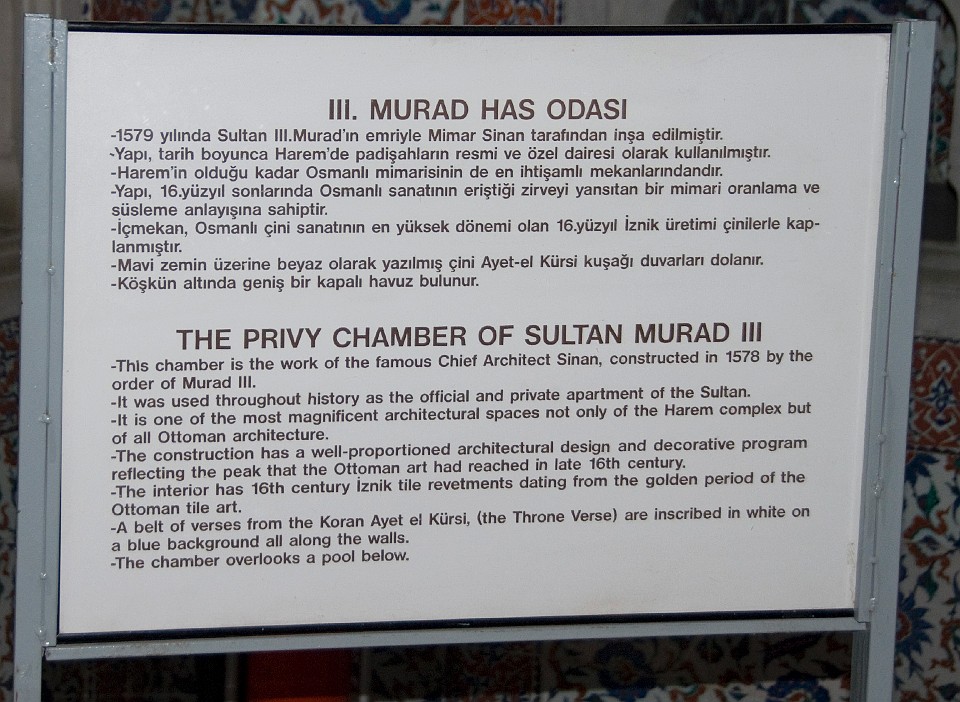 III. MURAD HAS ODASI
-1579 yılında Sultan III.Murad'ın emriyle Mimar Sinan tarafından inşa edilmiştir.
-Yapı, tarih boyunca Harem'de padişahların resmi ve özel dairesi olarak kullanılmıştır.
-Harem'in olduğu kadar Osmanlı mimarisinin de en ihtişamlı mekanlarındandır.
-Yapı, 16.yüzyıl sonlarında Osmanlı sanatının eriştiği zirveyi yansıtan bir mimari oranlama ve
süsleme anlayışına sahiptir.
-İçmekan, Osmanlı çini sanatının en yüksek dönemi olan 16.yüzyıl İznik üretimi çinilerle kap-
lanmıştır.
-Mavi zemin üzerine beyaz olarak yazılmış çini Ayet-el Kürsi kuşağı duvarları dolanır.
-Köşkün altında geniş bir kapalı havuz bulunur.
THE PRIVY CHAMBER OF SULTAN MURAD III
-This chamber is the work of the famous Chief Architect Sinan, constructed in 1578 by the
order of Murad III.
-It was used throughout history as the official and private apartment of the Sultan.
-It is one of the most magnificent architectural spaces not only of the Harem complex but
of all Ottoman architecture.
-The construction has a well-proportioned architectural design and decorative program
reflecting the peak that the Ottoman art had reached in late 16th century.
-The interior has 16th century İznik tile revetments dating from the golden period of the
Ottoman tile art.
-A belt of verses from the Koran Ayet el Kürsi, (the Throne Verse) are inscribed in white on
a blue background all along the walls.
-The chamber overlooks a pool below.